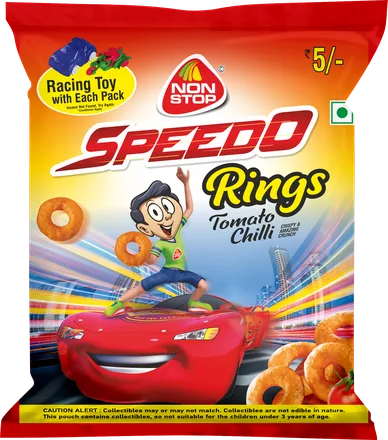 ₹5/-
Racing Toy
with Each Pack
NON
STOP
©
SPEEDO
Rings
Tomato
Chilli
CRISPY &
AMAZING
CRUNCH
CAUTION ALERT : Collectibles may or may not match. Collectibles are not edible in nature.
This pouch contains collectibles, so not suitable for the children under 3 years of age.